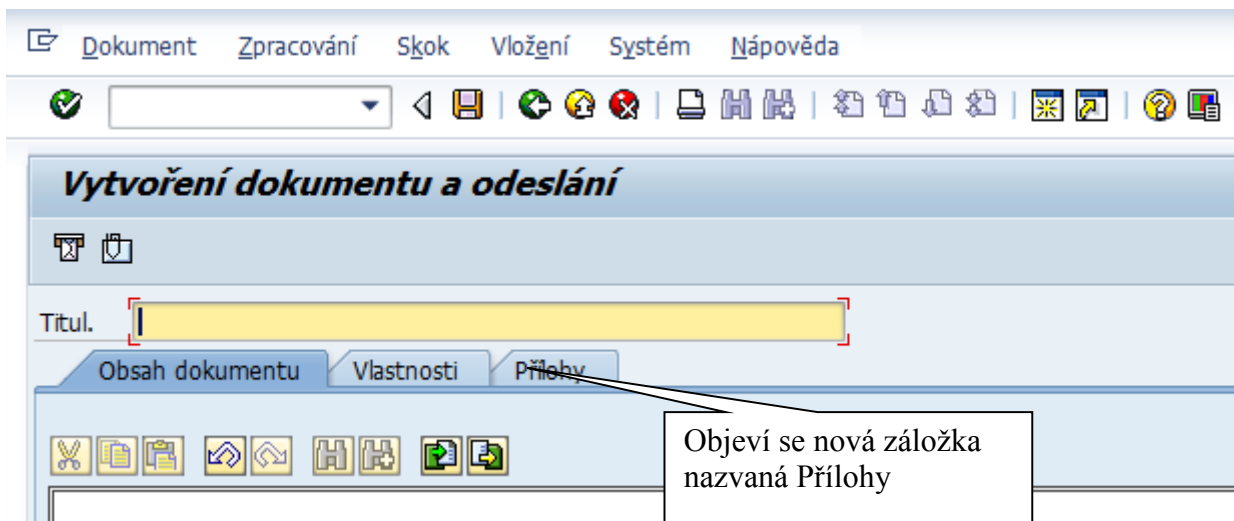 Dokument Zpracování Skok Vložení Systém Nápověda
Vytvoření dokumentu a odeslání
Titul.
Obsah dokumentu Vlastnosti Přílohy
Objeví se nová záložka
nazvaná Přílohy